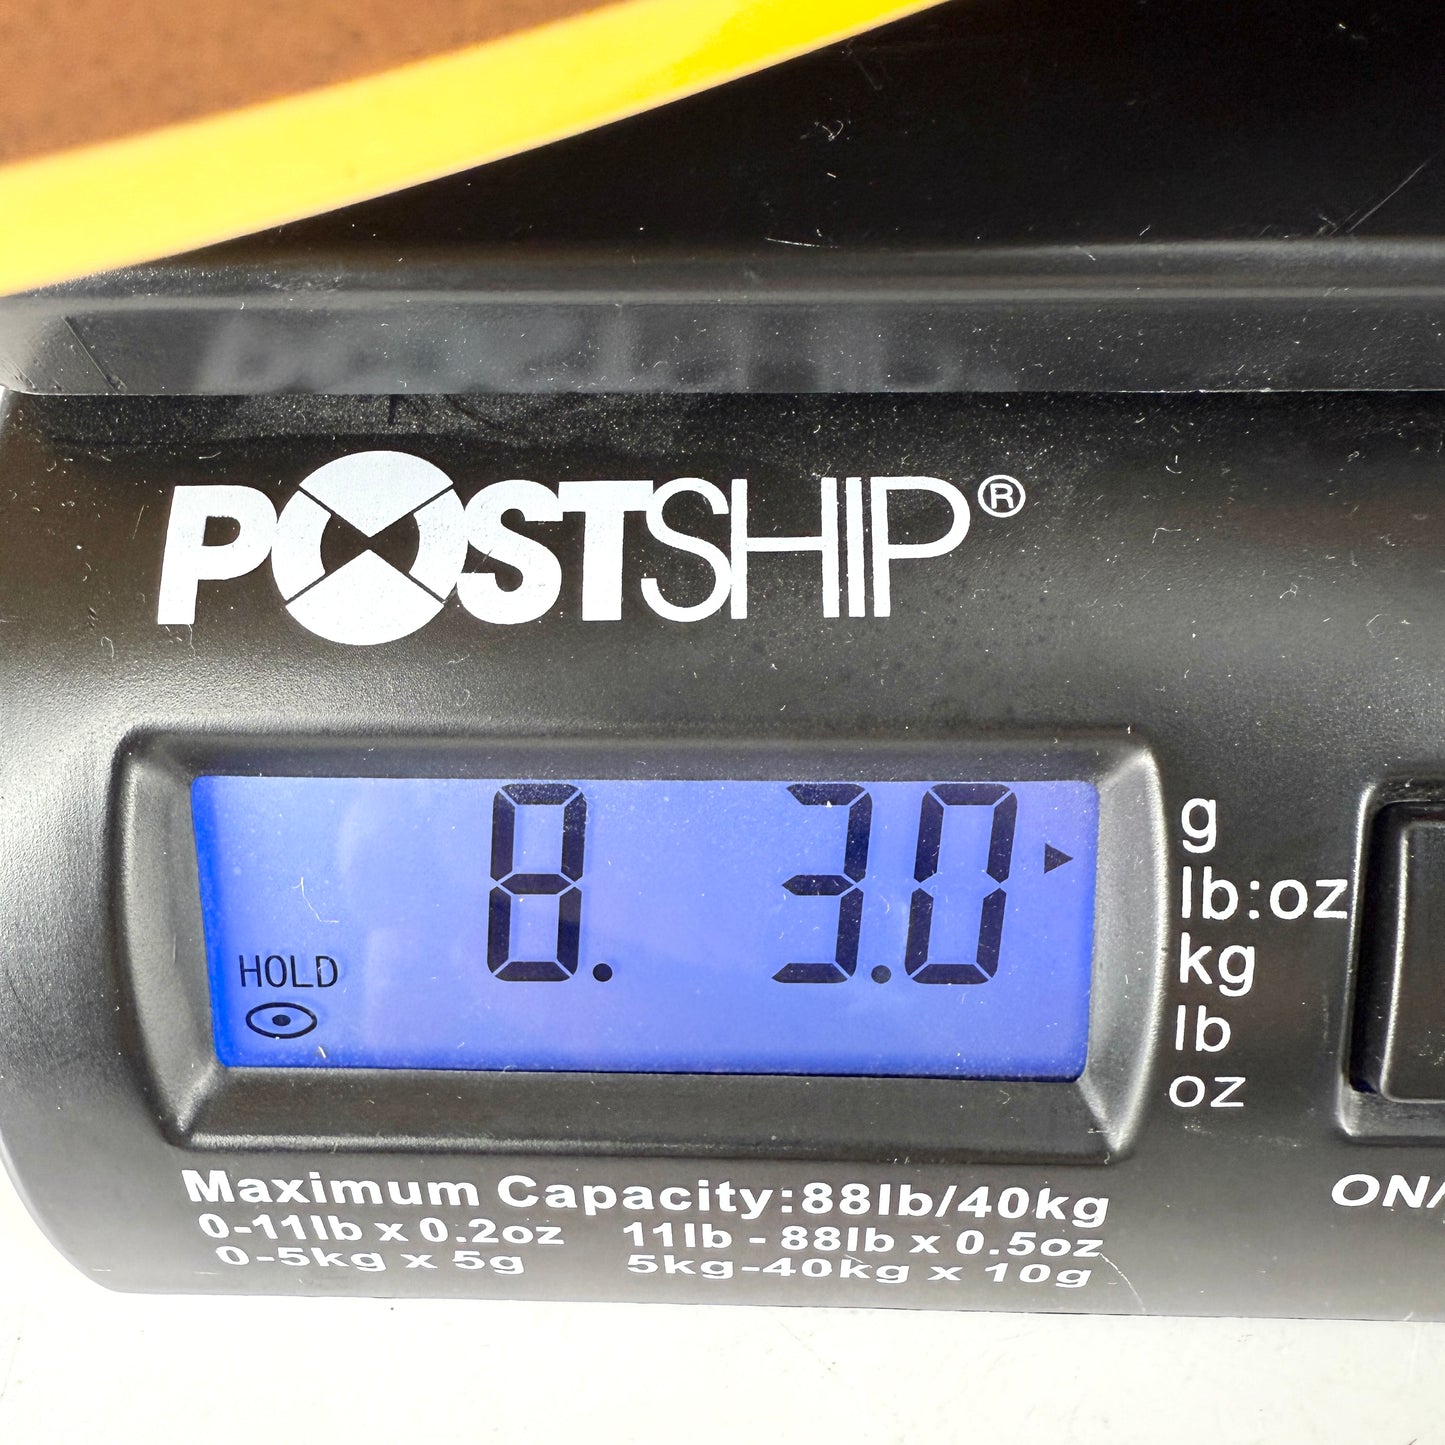 POSTSHIP®
8. 3.0
HOLD
g
lb:oz
kg
lb
oz
Maximum Capacity:88lb/40kg
0-11lb x 0.2oz 11lb - 88lb x 0.5oz
0-5kg x 5g 5kg-40kg x 10g
ON/